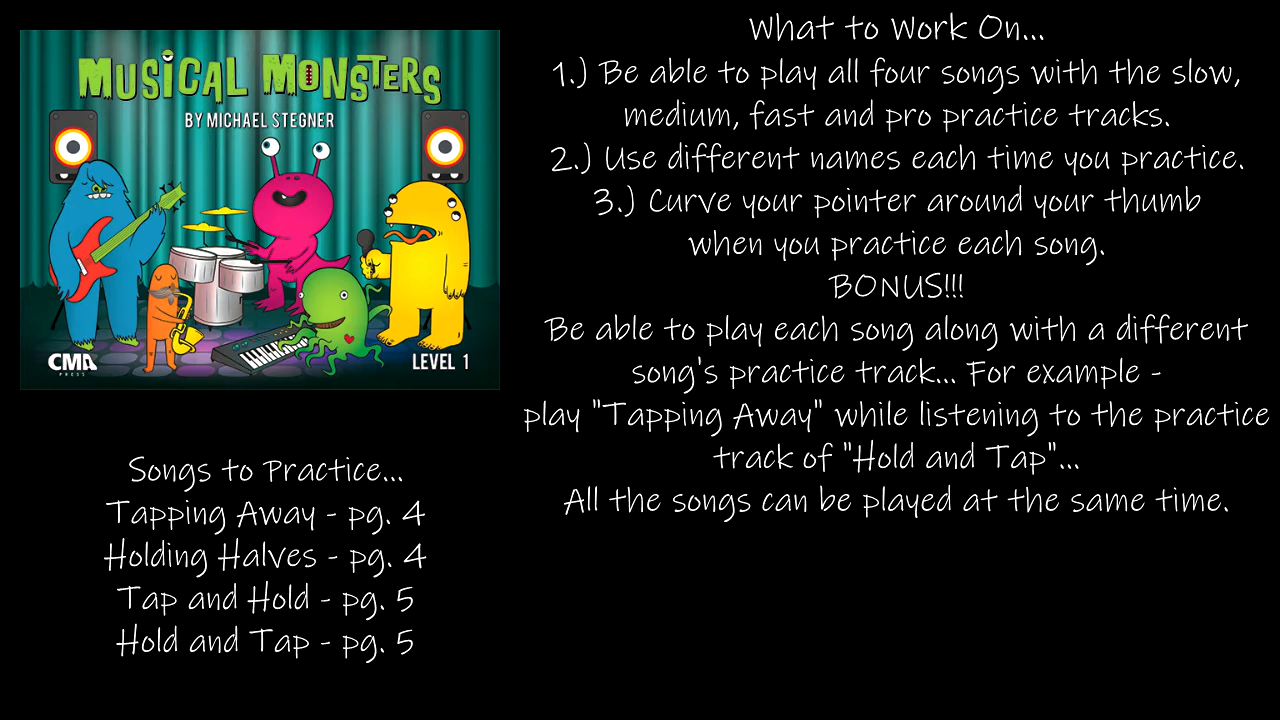 MUSICAL MONSTERS
BY MICHAEL STEGNER
CMA
PRESS
LEVEL 1
Songs to Practice...
Tapping Away - pg. 4
Holding Halves - pg. 4
Tap and Hold - pg. 5
Hold and Tap - pg. 5
What to Work On...
1.) Be able to play all four songs with the slow,
medium, fast and pro practice tracks.
2.) Use different names each time you practice.
3.) Curve your pointer around your thumb
when you practice each song.
BONUS!!!
Be able to play each song along with a different
song's practice track... For example -
play "Tapping Away" while listening to the practice
track of "Hold and Tap"...
All the songs can be played at the same time.